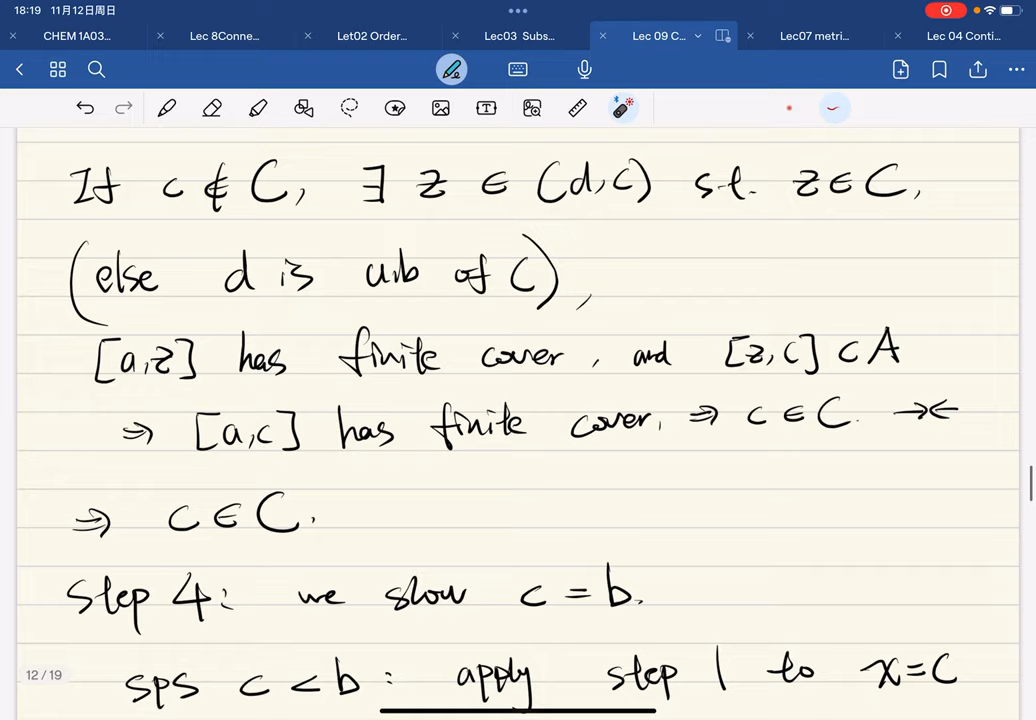 18:19 11月12日周日
CHEM 1A03...
Lec 8Conne...
Let02 Order...
Lec03 Subs...
Lec 09 C...
Lec07 metri...
Lec 04 Conti...
If c ∉ C, ∃ z ∈ (d,c) s.t. z ∈ C,
(else d is u.b of C),
[a,z] has finite cover, and [z,c] ⊂ A
⇒ [a,c] has finite cover. ⇒ c ∈ C. →←
⇒ c ∈ C.
step 4: we show c = b.
12 / 19
sps c < b : apply step 1 to x=c